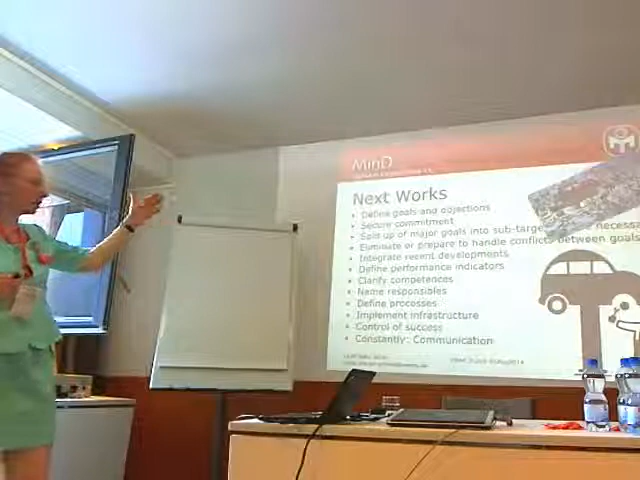 MinD
Next Works
• Define goals and objections
• Secure commitment
• Split up of major goals into sub-targe necessa
• Eliminate or prepare to handle conflicts between goals
• Integrate recent developments
• Define performance indicators
• Clarify competences
• Name responsibles
• Define processes
• Implement infrastructure
• Control of success
• Constantly: Communication